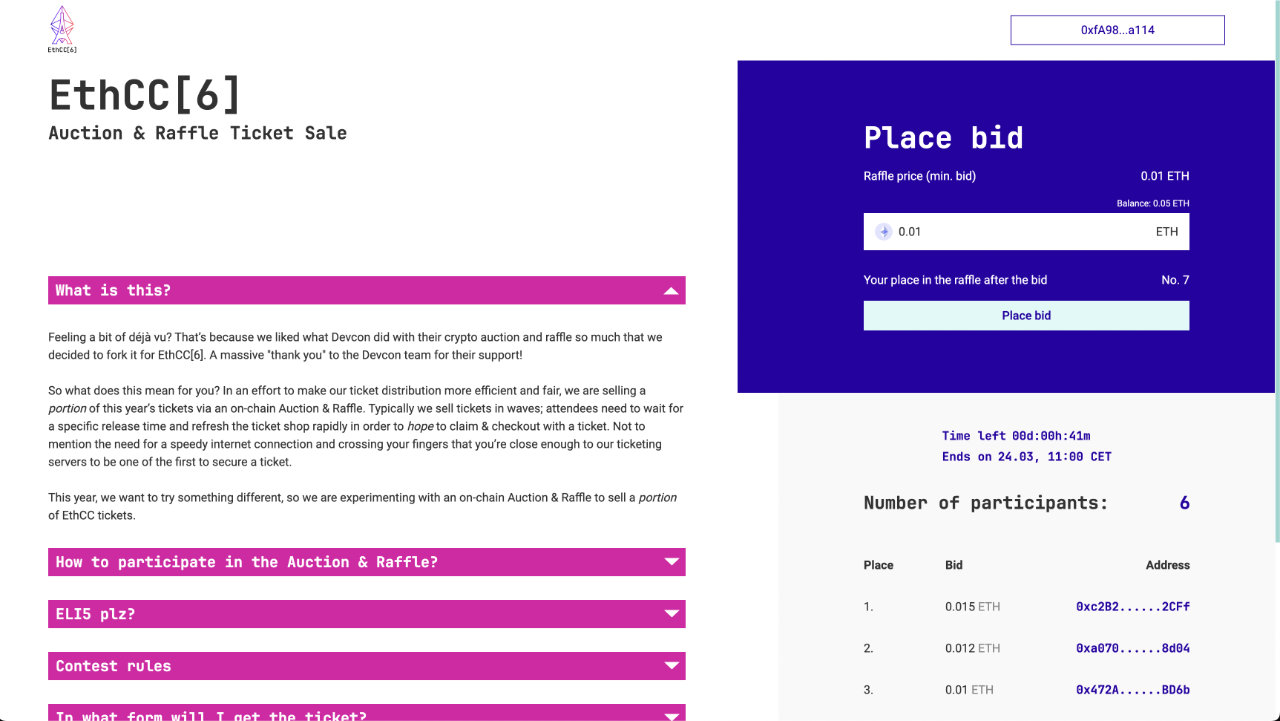 EthCC[6]
0xfA98...a114
EthCC[6]
Auction & Raffle Ticket Sale
What is this?
Feeling a bit of déjà vu? That's because we liked what Devcon did with their crypto auction and raffle so much that we
decided to fork it for EthCC[6]. A massive "thank you" to the Devcon team for their support!
So what does this mean for you? In an effort to make our ticket distribution more efficient and fair, we are selling a
portion of this year's tickets via an on-chain Auction & Raffle. Typically we sell tickets in waves; attendees need to wait for
a specific release time and refresh the ticket shop rapidly in order to hope to claim & checkout with a ticket. Not to
mention the need for a speedy internet connection and crossing your fingers that you're close enough to our ticketing
servers to be one of the first to secure a ticket.
This year, we want to try something different, so we are experimenting with an on-chain Auction & Raffle to sell a portion
of EthCC tickets.
How to participate in the Auction & Raffle?
ELI5 plz?
Contest rules
In what form will I get the ticket?
Place bid
Raffle price (min. bid) 0.01 ETH
Balance: 0.05 ETH
0.01 ETH
Your place in the raffle after the bid No. 7
Place bid
Time left 00d:00h:41m
Ends on 24.03, 11:00 CET
Number of participants: 6
Place Bid Address
1. 0.015 ETH 0xc2B2......2CFf
2. 0.012 ETH 0xa070......8d04
3. 0.01 ETH 0x472A......BD6b